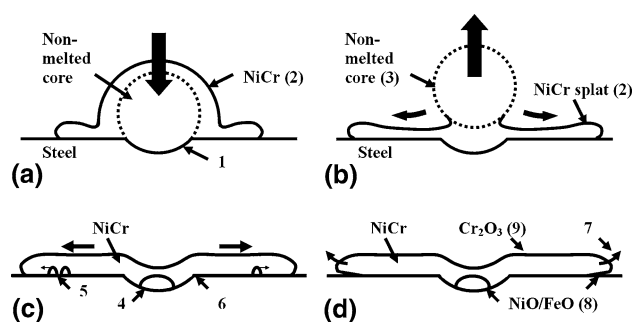 Non-
melted
core
NiCr (2)
Steel
1
(a)
Non-
melted
core (3)
NiCr splat (2)
Steel
(b)
NiCr
5
4
6
(c)
NiCr
Cr₂O₃ (9)
7
NiO/FeO (8)
(d)